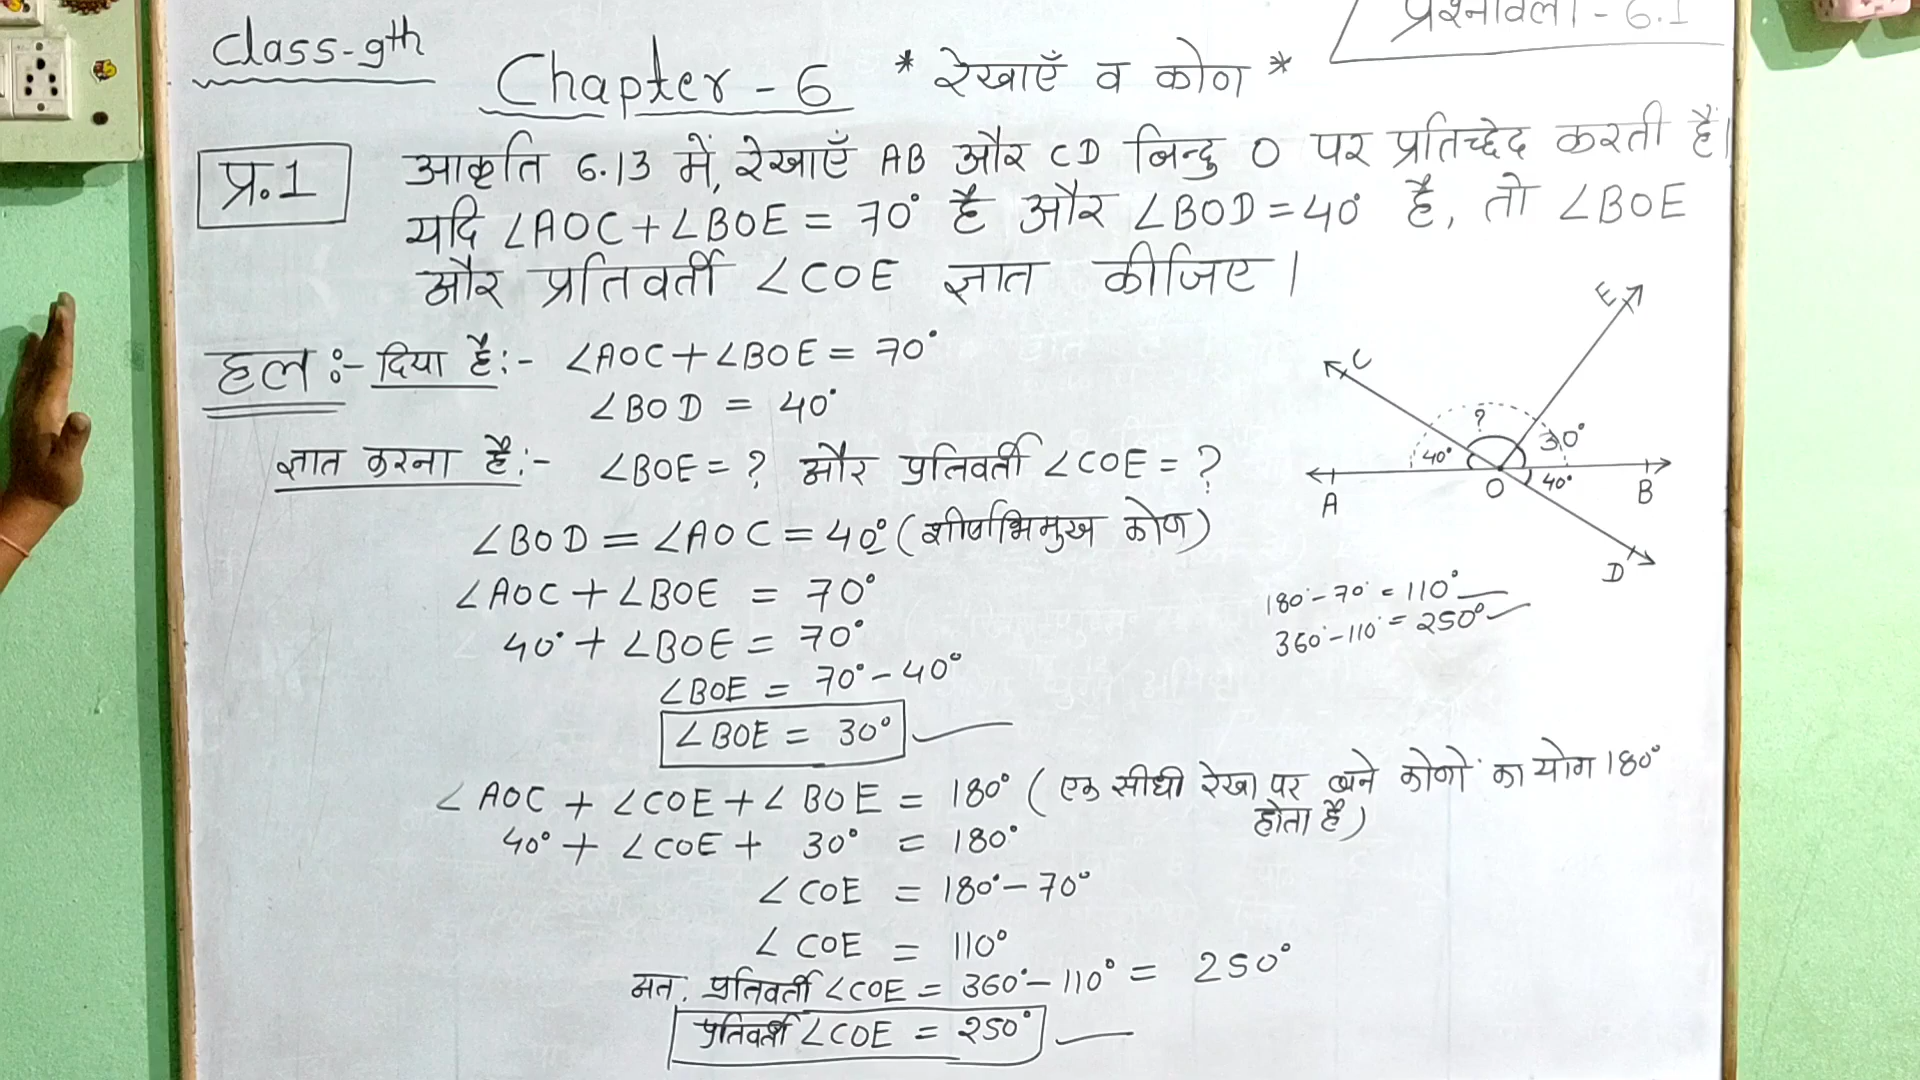 Class-9th
प्रश्नावली - 6.1
Chapter - 6 * रेखाएँ व कोण *
प्र.1 आकृति 6.13 में, रेखाएँ AB और CD बिन्दु O पर प्रतिच्छेद करती हैं।
यदि ∠AOC + ∠BOE = 70° है और ∠BOD = 40° है, तो ∠BOE
और प्रतिवर्ती ∠COE ज्ञात कीजिए।
हल :- दिया है :- ∠AOC + ∠BOE = 70°
∠BOD = 40°
ज्ञात करना है :- ∠BOE = ? और प्रतिवर्ती ∠COE = ?
∠BOD = ∠AOC = 40° (शीर्षाभिमुख कोण)
∠AOC + ∠BOE = 70°
40° + ∠BOE = 70°
∠BOE = 70° - 40°
∠BOE = 30°
∠AOC + ∠COE + ∠BOE = 180° (एक सीधी रेखा पर बने कोणों का योग 180°
होता है)
40° + ∠COE + 30° = 180°
∠COE = 180° - 70°
∠COE = 110°
अत. प्रतिवर्ती ∠COE = 360° - 110° = 250°
प्रतिवर्ती ∠COE = 250°
E
C
?
30°
40°
A
O
40°
B
D
180° - 70° = 110°
360° - 110° = 250°